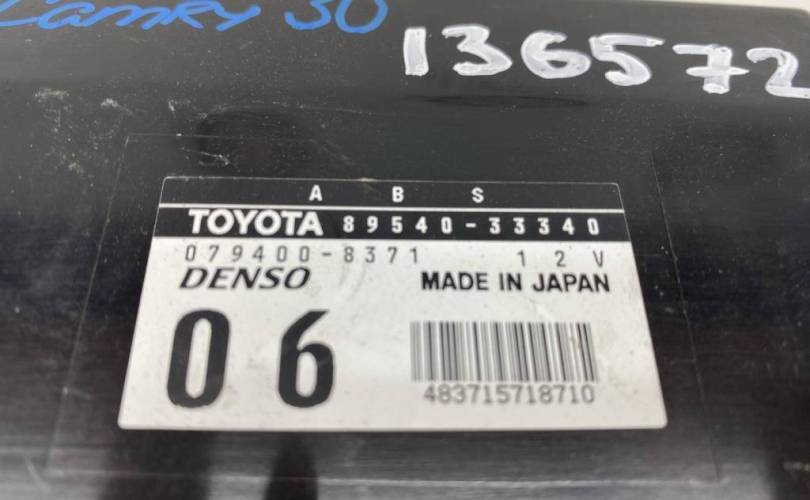 Camry 30
136572
A B S
TOYOTA 89540-33340
079400-8371 12V
DENSO MADE IN JAPAN
06
483715718710